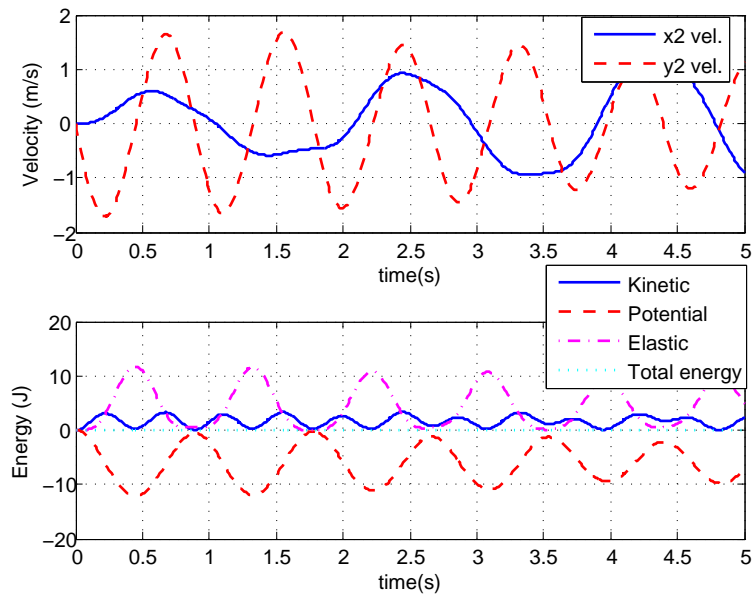 2
1
0
−1
−2
Velocity (m/s)
x2 vel.
y2 vel.
0 0.5 1 1.5 2 2.5 3 3.5 4 4.5 5
time(s)
Kinetic
Potential
Elastic
Total energy
20
10
0
−10
−20
Energy (J)
0 0.5 1 1.5 2 2.5 3 3.5 4 4.5 5
time(s)